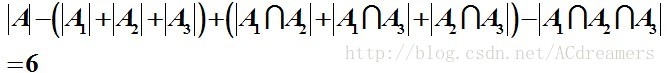 |A|−(|A₁|+|A₂|+|A₃|)+(|A₁⋂A₂|+|A₁⋂A₃|+|A₂⋂A₃|)−|A₁⋂A₂⋂A₃|
=6
http://blog.csdn.net/ACdreamers